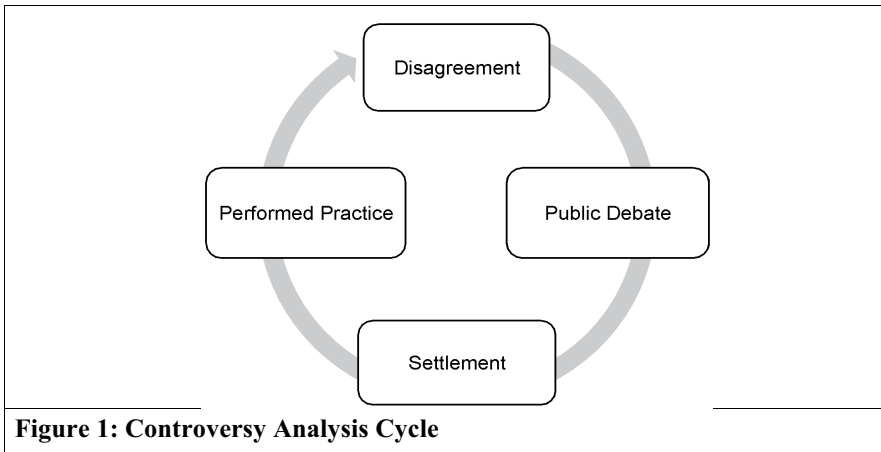 Disagreement
Performed Practice
Public Debate
Settlement
Figure 1: Controversy Analysis Cycle